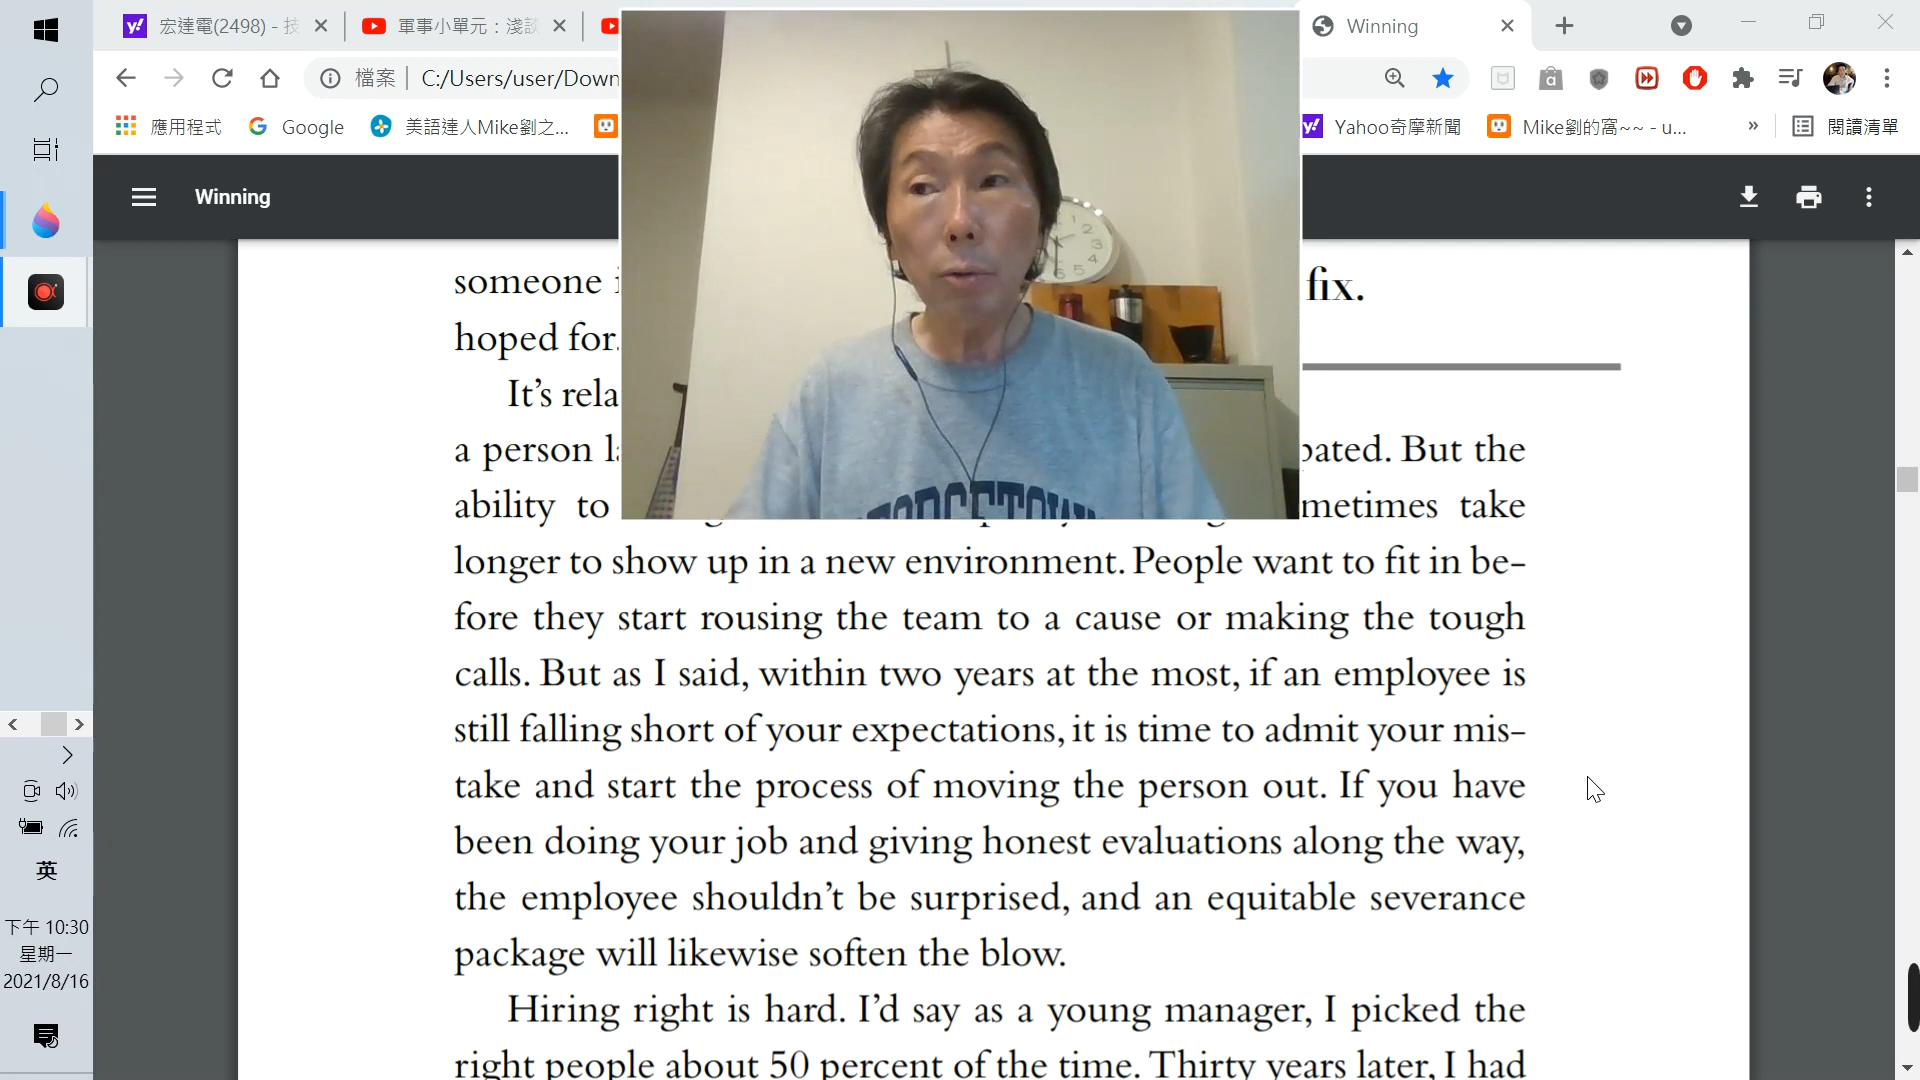 宏達電(2498) - 技
軍事小單元：淺談
Winning
檔案
C:/Users/user/Down
應用程式
Google
美語達人Mike劉之...
Yahoo奇摩新聞
Mike劉的窩~~ - u...
»
閱讀清單
Winning
someone
fix.
hoped for.
It’s rela
a person
pated. But the
ability to
metimes take
longer to show up in a new environment. People want to fit in be-
fore they start rousing the team to a cause or making the tough
calls. But as I said, within two years at the most, if an employee is
still falling short of your expectations, it is time to admit your mis-
take and start the process of moving the person out. If you have
been doing your job and giving honest evaluations along the way,
the employee shouldn’t be surprised, and an equitable severance
package will likewise soften the blow.
Hiring right is hard. I’d say as a young manager, I picked the
right people about 50 percent of the time. Thirty years later, I had
英
下午 10:30
星期一
2021/8/16